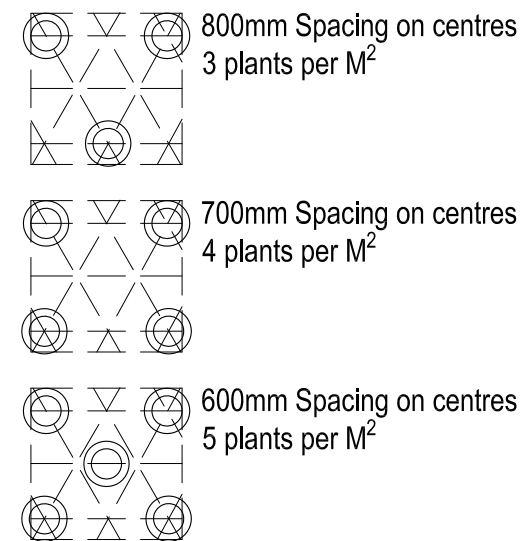 800mm Spacing on centres
3 plants per M²
700mm Spacing on centres
4 plants per M²
600mm Spacing on centres
5 plants per M²